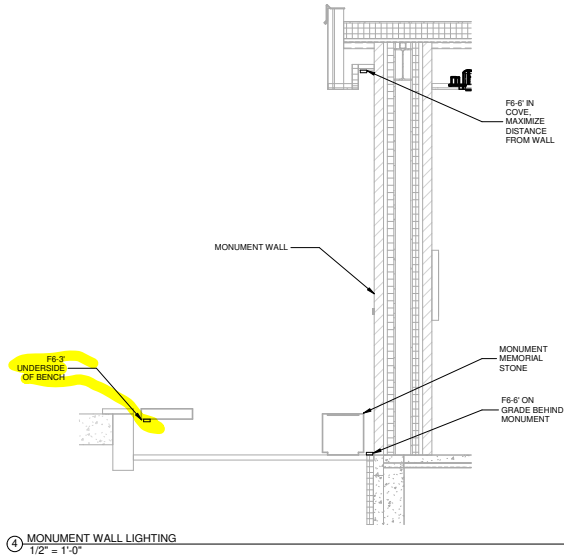 F6-6' IN
COVE,
MAXIMIZE
DISTANCE
FROM WALL
MONUMENT WALL
F6-3'
UNDERSIDE
OF BENCH
MONUMENT
MEMORIAL
STONE
F6-6' ON
GRADE BEHIND
MONUMENT
4 MONUMENT WALL LIGHTING
1/2" = 1'-0"